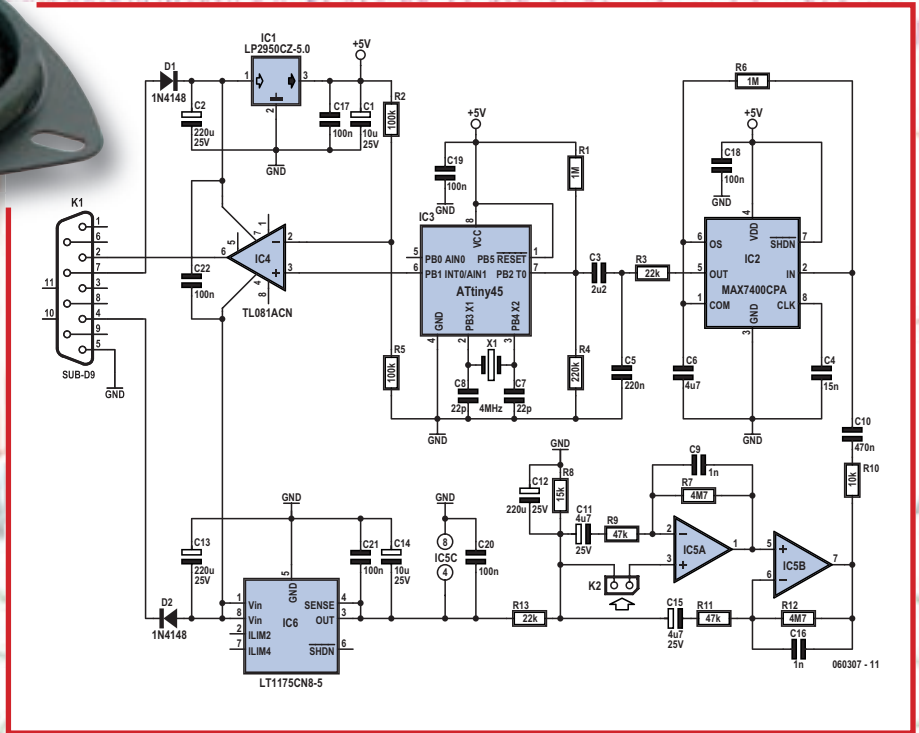 IC1
LP2950CZ-5.0
+5V
D1
1N4148
1
3
2
C2
220u
25V
C17
100n
C1
10u
25V
R2
100k
GND
R6
1M
+5V
+5V
C19
100n
GND
R1
1M
C18
100n
GND
K1
1
6
2
7
3
8
4
9
5
11
10
SUB-D9
GND
C22
100n
6
5
7
1
2
3
4
8
IC4
TL081ACN
IC3
8
VCC
5
PB0 AIN0
PB5 RESET
1
6
PB1 INT0/AIN1
PB2 T0
7
ATtiny45
GND
PB3 X1
PB4 X2
4
2
3
X1
4MHz
C8
22p
C7
22p
R5
100k
GND
C3
2u2
R3
22k
R4
220k
C5
220n
4
VDD
6
OS
SHDN
7
IC2
5
OUT
IN
2
MAX7400CPA
1
COM
CLK
8
GND
3
C6
4u7
C4
15n
GND
C10
470n
R10
10k
GND
C12
220u
25V
R8
15k
C11
4u7
25V
R9
47k
C9
1n
R7
4M7
2
3
1
IC5A
K2
5
6
7
IC5B
C15
4u7
25V
R11
47k
R12
4M7
C16
1n
R13
22k
GND
C13
220u
25V
D2
1N4148
5
GND
1
Vin
SENSE
4
8
Vin
OUT
3
IC6
2
ILIM2
7
ILIM4
SHDN
6
LT1175CN8-5
C21
100n
C14
10u
25V
GND
8
IC5C
4
C20
100n
060307 - 11